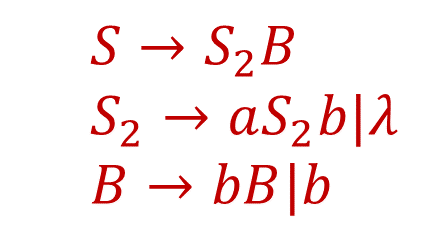 S → S₂B
S₂ → aS₂b|λ
B → bB|b